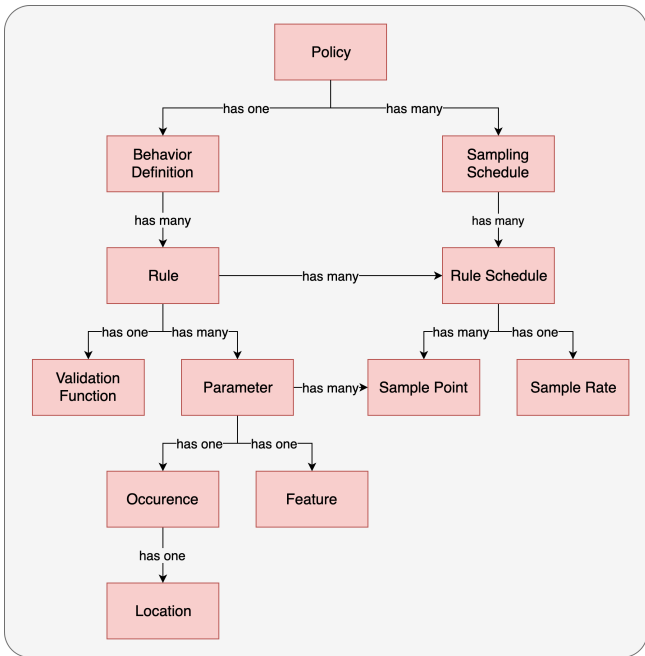 Policy
has one
has many
Behavior
Definition
Sampling
Schedule
has many
has many
Rule
has many
Rule Schedule
has one
has many
has many
has one
Validation
Function
Parameter
has many
Sample Point
Sample Rate
has one
has one
Occurence
Feature
has one
Location